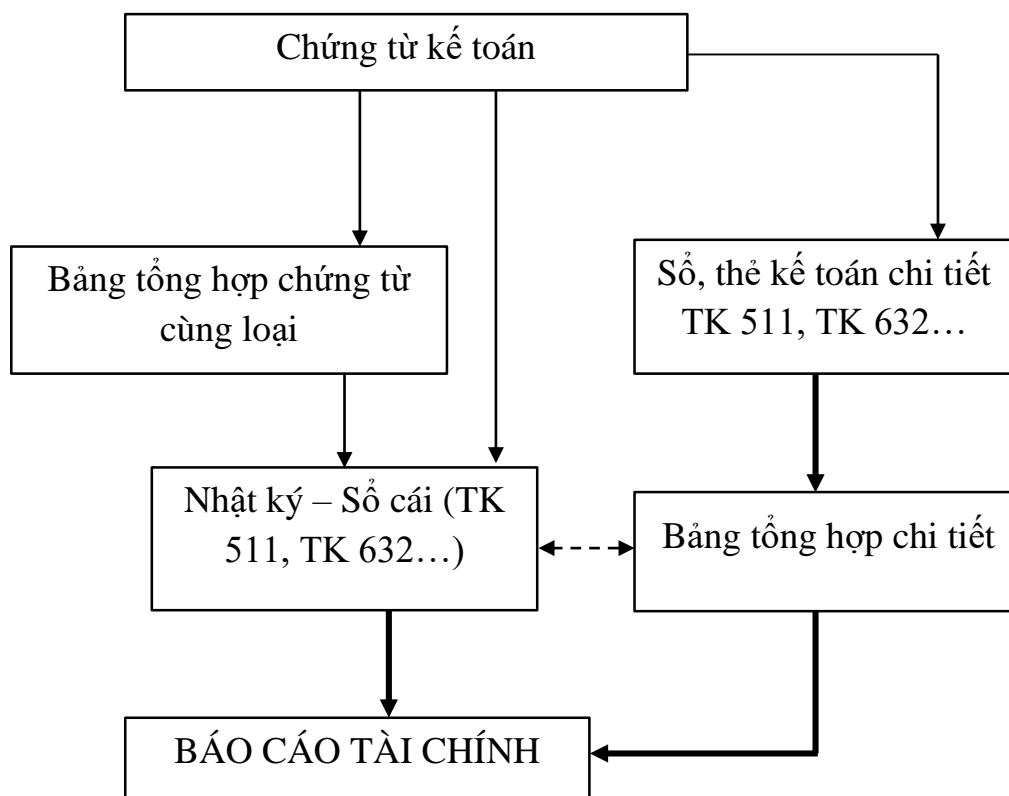 Chứng từ kế toán
Bảng tổng hợp chứng từ
cùng loại
Sổ, thẻ kế toán chi tiết
TK 511, TK 632…
Nhật ký – Sổ cái (TK
511, TK 632…)
Bảng tổng hợp chi tiết
BÁO CÁO TÀI CHÍNH